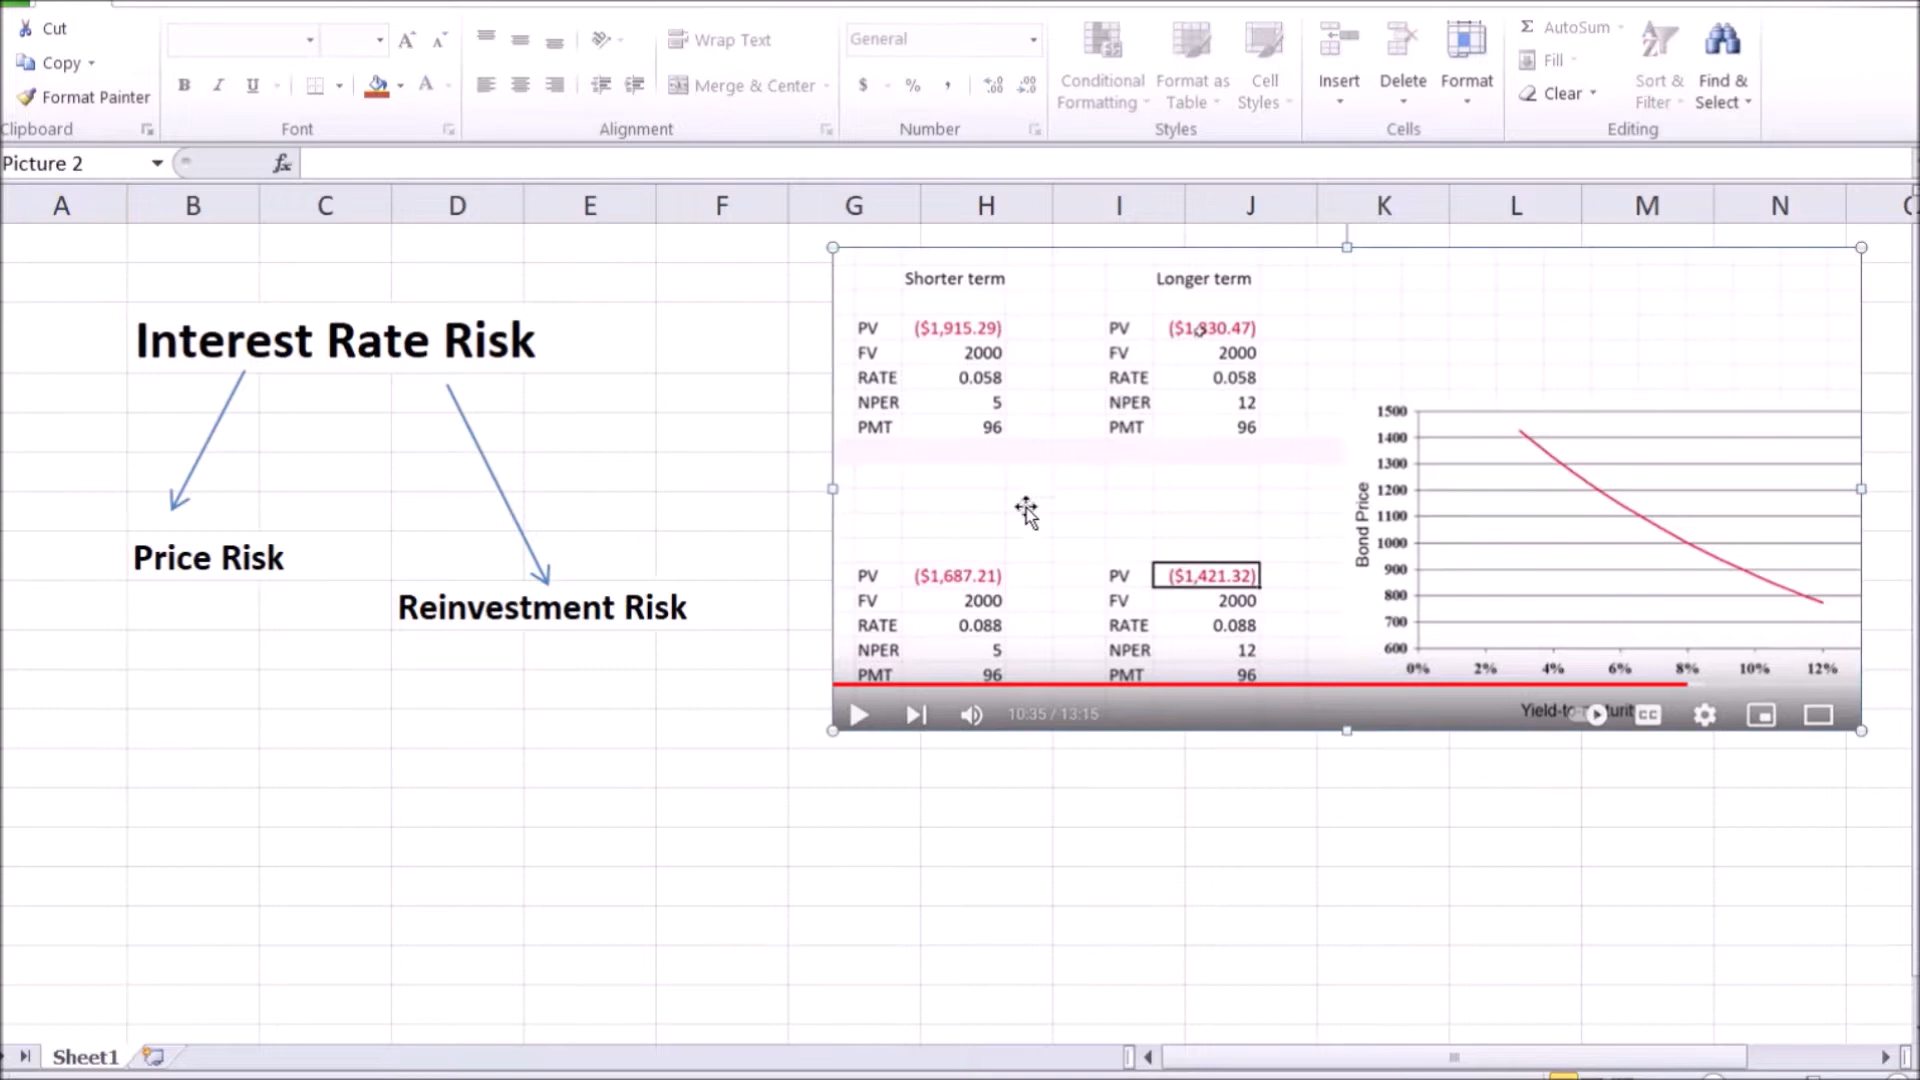 Cut
Copy
Format Painter
Clipboard
B I U
A A
A
Font
Wrap Text
Merge & Center
Alignment
General
$ % ,
Number
Conditional Formatting
Format as Table
Cell Styles
Styles
Insert
Delete
Format
Cells
Σ AutoSum
Fill
Clear
Sort & Filter
Find & Select
Editing
Picture 2
fx
A B C D E F G H I J K L M N
Interest Rate Risk
Price Risk
Reinvestment Risk
Shorter term Longer term
PV ($1,915.29) PV
FV 2000 FV 2000
RATE 0.058 RATE 0.058
NPER 5 NPER 12
PMT 96 PMT 96
PV ($1,687.21) PV ($1,421.32)
FV 2000 FV 2000
RATE 0.088 RATE 0.088
NPER 5 NPER 12
PMT 96 PMT 96
Bond Price
1500
1400
1300
1200
1100
1000
900
800
700
600
0% 2% 4% 6% 8% 10% 12%
10:35 / 13:15
CC
Sheet1